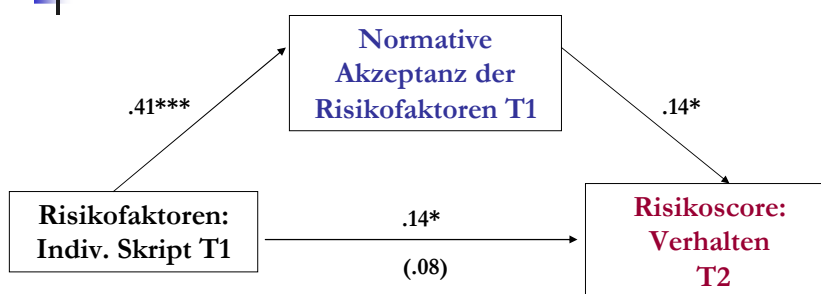 Normative
Akzeptanz der
Risikofaktoren T1
.41***
.14*
Risikofaktoren:
Indiv. Skript T1
.14*
(.08)
Risikoscore:
Verhalten
T2